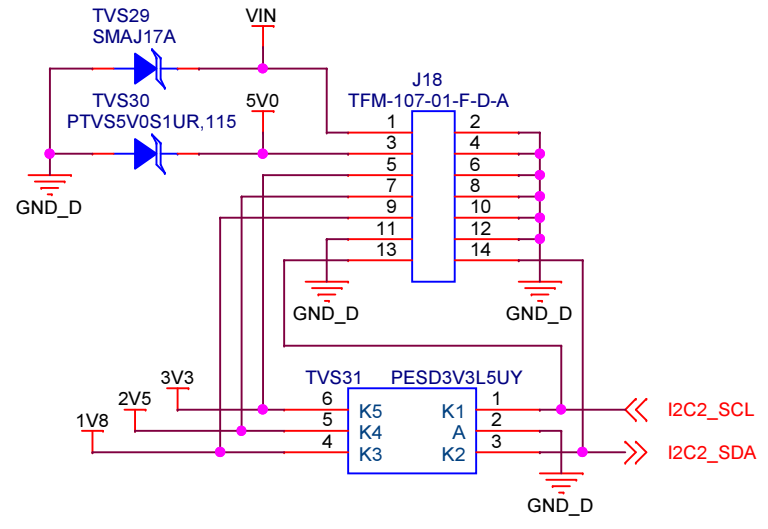 TVS29
SMAJ17A
VIN
TVS30
PTVS5V0S1UR,115
5V0
GND_D
J18
TFM-107-01-F-D-A
1 2
3 4
5 6
7 8
9 10
11 12
13 14
GND_D
GND_D
TVS31 PESD3V3L5UY
3V3 6 K5 K1 1 I2C2_SCL
2V5 5 K4 A 2
1V8 4 K3 K2 3 I2C2_SDA
GND_D